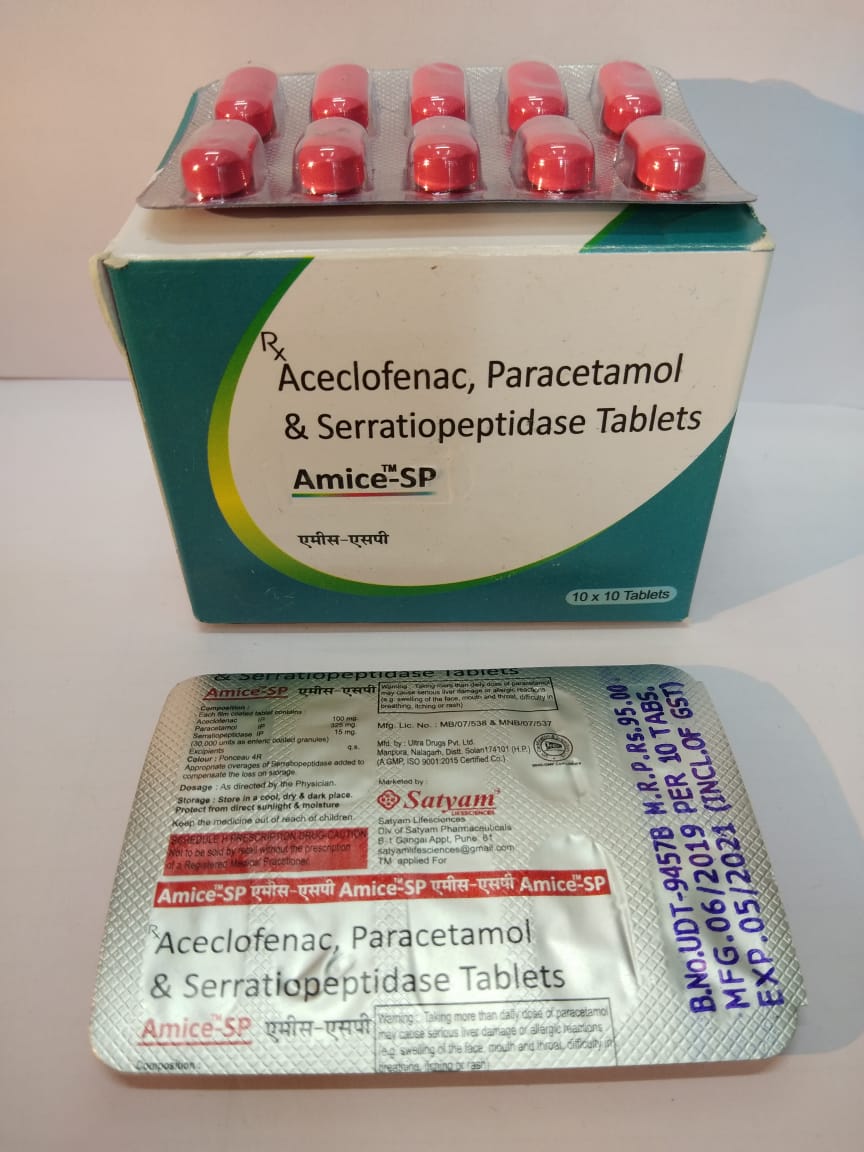 Rx
Aceclofenac, Paracetamol
& Serratiopeptidase Tablets
Amice™-SP
एमीस-एसपी
10 x 10 Tablets
& Serratiopeptidase Tablets
Amice™-SP एमीस-एसपी
Warning : Taking more than daily dose of paracetamol
may cause serious liver damage or allergic reactions
(e.g. swelling of the face, mouth and throat, difficulty in
breathing, itching or rash)
Composition :
Each film coated tablet contains :
Aceclofenac IP 100 mg.
Paracetamol IP 325 mg.
Serratiopeptidase IP 15 mg.
(30,000 units as enteric coated granules)
Excipients q.s.
Colour : Ponceau 4R
Appropriate overages of Serratiopeptidase added to
compensate the loss on storage.
Dosage : As directed by the Physician.
Storage : Store in a cool, dry & dark place.
Protect from direct sunlight & moisture
Keep the medicine out of reach of children.
SCHEDULE H PRESCRIPTION DRUG-CAUTION
Not to be sold by retail without the prescription
of a Registered Medical Practitioner.
Mfg. Lic. No. : MB/07/538 & MNB/07/537
Mfd. by : Ultra Drugs Pvt. Ltd.
Manpura, Nalagarh, Distt. Solan174101 (H.P.)
(A GMP, ISO 9001:2015 Certified Co.)
Marketed by :
Satyam
LIFESCIENCES
Satyam Lifesciences
Div of Satyam Pharmaceuticals
B-1 Gangai Appt, Pune. 61
satyamlifesciences@gmail.com
TM applied For
Amice™-SP एमीस-एसपी Amice™-SP एमीस-एसपी Amice™-SP
Rx
Aceclofenac, Paracetamol
& Serratiopeptidase Tablets
Amice™-SP एमीस-एसपी
Warning : Taking more than daily dose of paracetamol
may cause serious liver damage or allergic reactions
(e.g. swelling of the face, mouth and throat, difficulty in
breathing, itching or rash)
Composition :
B.No.UDT-9457B M.R.P.Rs.95.00
MFG.06/2019 PER 10 TABS.
EXP.05/2021 (INCL.OF GST)